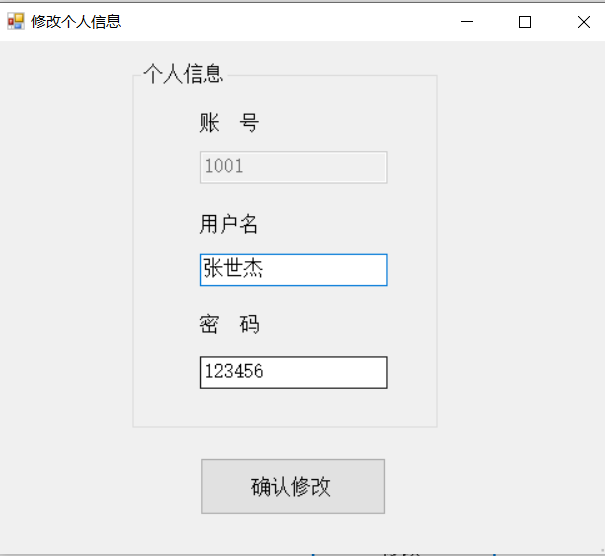 修改个人信息
个人信息
账 号
1001
用户名
张世杰
密 码
123456
确认修改